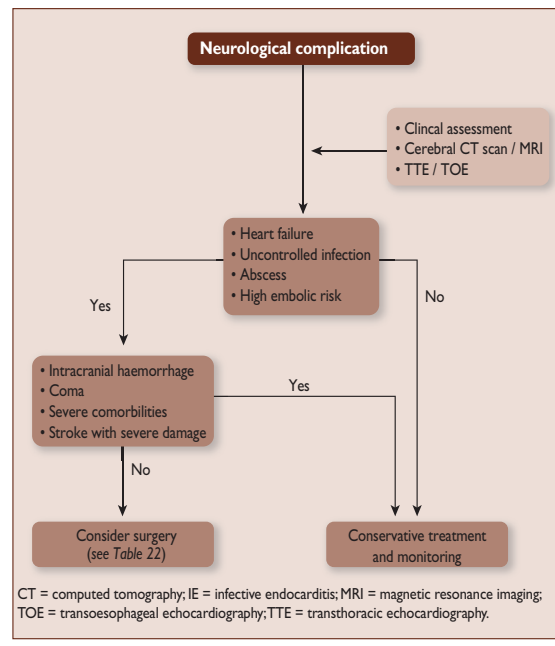 Neurological complication
• Clincal assessment
• Cerebral CT scan / MRI
• TTE / TOE
• Heart failure
• Uncontrolled infection
• Abscess
• High embolic risk
Yes
No
• Intracranial haemorrhage
• Coma
• Severe comorbilities
• Stroke with severe damage
Yes
No
Consider surgery
(see Table 22)
Conservative treatment
and monitoring
CT = computed tomography; IE = infective endocarditis; MRI = magnetic resonance imaging;
TOE = transoesophageal echocardiography; TTE = transthoracic echocardiography.